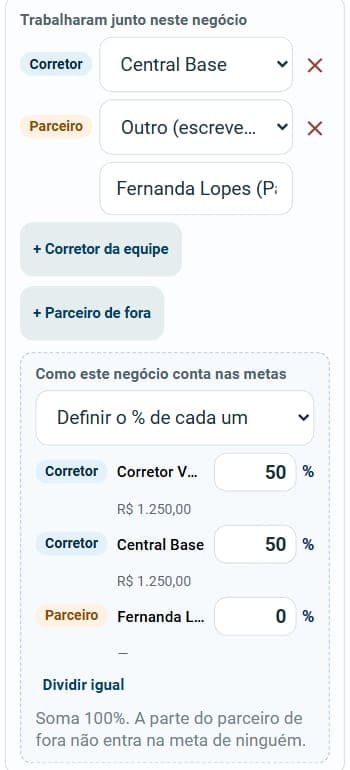 Trabalharam junto neste negócio
Corretor Central Base
Parceiro Outro (escreve...
Fernanda Lopes (P
+ Corretor da equipe
+ Parceiro de fora
Como este negócio conta nas metas
Definir o % de cada um
Corretor Corretor V... 50 %
R$ 1.250,00
Corretor Central Base 50 %
R$ 1.250,00
Parceiro Fernanda L... 0 %
—
Dividir igual
Soma 100%. A parte do parceiro de
fora não entra na meta de ninguém.